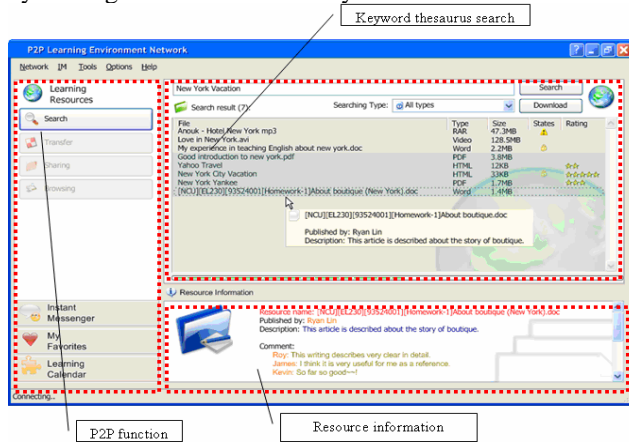 Keyword thesaurus search
P2P Learning Environment Network
Network IM Tools Options Help
Learning
Resources
Search
Transfer
Sharing
Browsing
Instant
Messenger
My
Favorites
Learning
Calendar
New York Vacation Search
Search result (7): Searching Type: All types Download
File Type Size States Rating
Anouk - Hotel New York mp3 RAR 47.3MB
Love in New York.avi Video 128.5MB
My experience in teaching English about new york.doc Word 2.2MB
Good introduction to new york.pdf PDF 3.8MB
Yahoo Travel HTML 12KB
New York City Vacation HTML 33KB
New York Yankee PDF 1.7MB
[NCU][EL230][93524001][Homework-1]About boutique (New York).doc Word 1.4MB
[NCU][EL230][93524001][Homework-1]About boutique.doc
Published by: Ryan Lin
Description: This article is described about the story of boutique.
Resource Information
Resource name: [NCU][EL230][93524001][Homework-1]About boutique (New York).doc
Published by: Ryan Lin
Description: This article is described about the story of boutique.
Comment:
Roy: This writing describes very clear in detail.
James: I think it is very useful for me as a reference.
Kevin: So far so good~~!
Connecting...
P2P function
Resource information